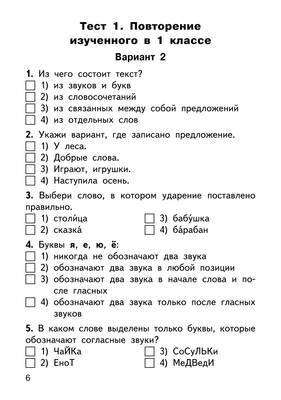 Тест 1. Повторение
изученного в 1 классе
Вариант 2
1. Из чего состоит текст?
1) из звуков и букв
2) из словосочетаний
3) из связанных между собой предложений
4) из отдельных слов
2. Укажи вариант, где записано предложение.
1) У леса.
2) Добрые слова.
3) Играют, игрушки.
4) Наступила осень.
3. Выбери слово, в котором ударение поставлено
правильно.
1) столи́ца
2) сказка́
3) бабу́шка
4) ба́рабан
4. Буквы я, е, ю, ё:
1) никогда не обозначают два звука
2) обозначают два звука в любой позиции
3) обозначают два звука в начале слова и по-
сле гласных
4) обозначают два звука только после гласных
звуков
5. В каком слове выделены только буквы, которые
обозначают согласные звуки?
1) ЧаЙКа
2) ЕноТ
3) СоСуЛЬКи
4) МеДВеДИ
6